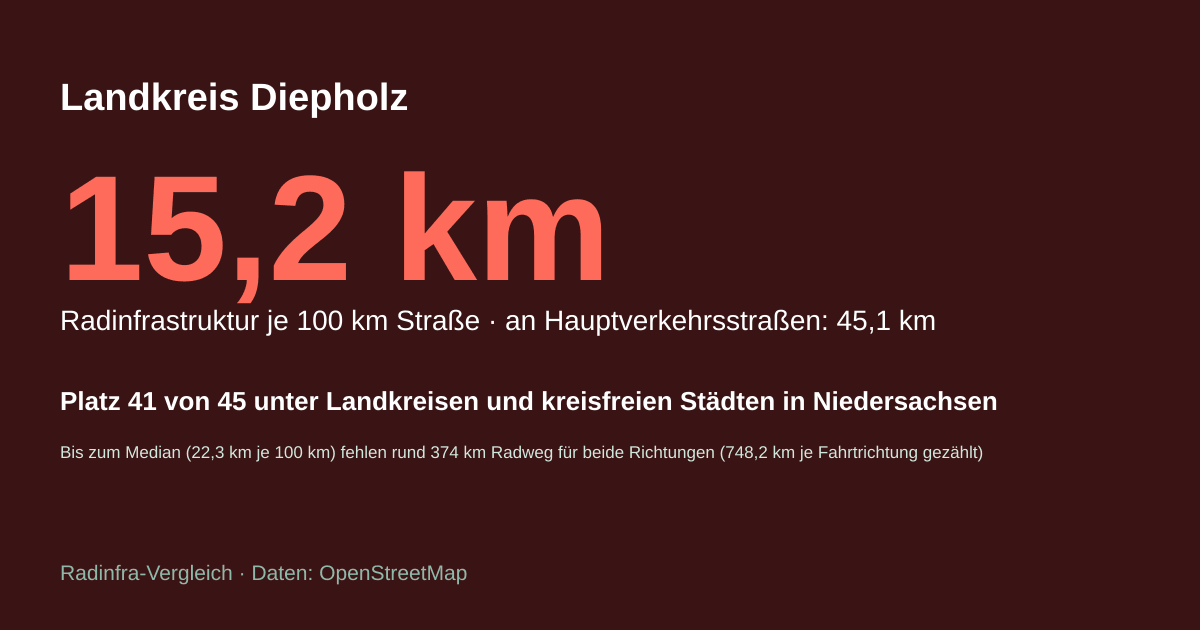 Landkreis Diepholz
15,2 km
Radinfrastruktur je 100 km Straße · an Hauptverkehrsstraßen: 45,1 km
Platz 41 von 45 unter Landkreisen und kreisfreien Städten in Niedersachsen
Bis zum Median (22,3 km je 100 km) fehlen rund 374 km Radweg für beide Richtungen (748,2 km je Fahrtrichtung gezählt)
Radinfra-Vergleich · Daten: OpenStreetMap